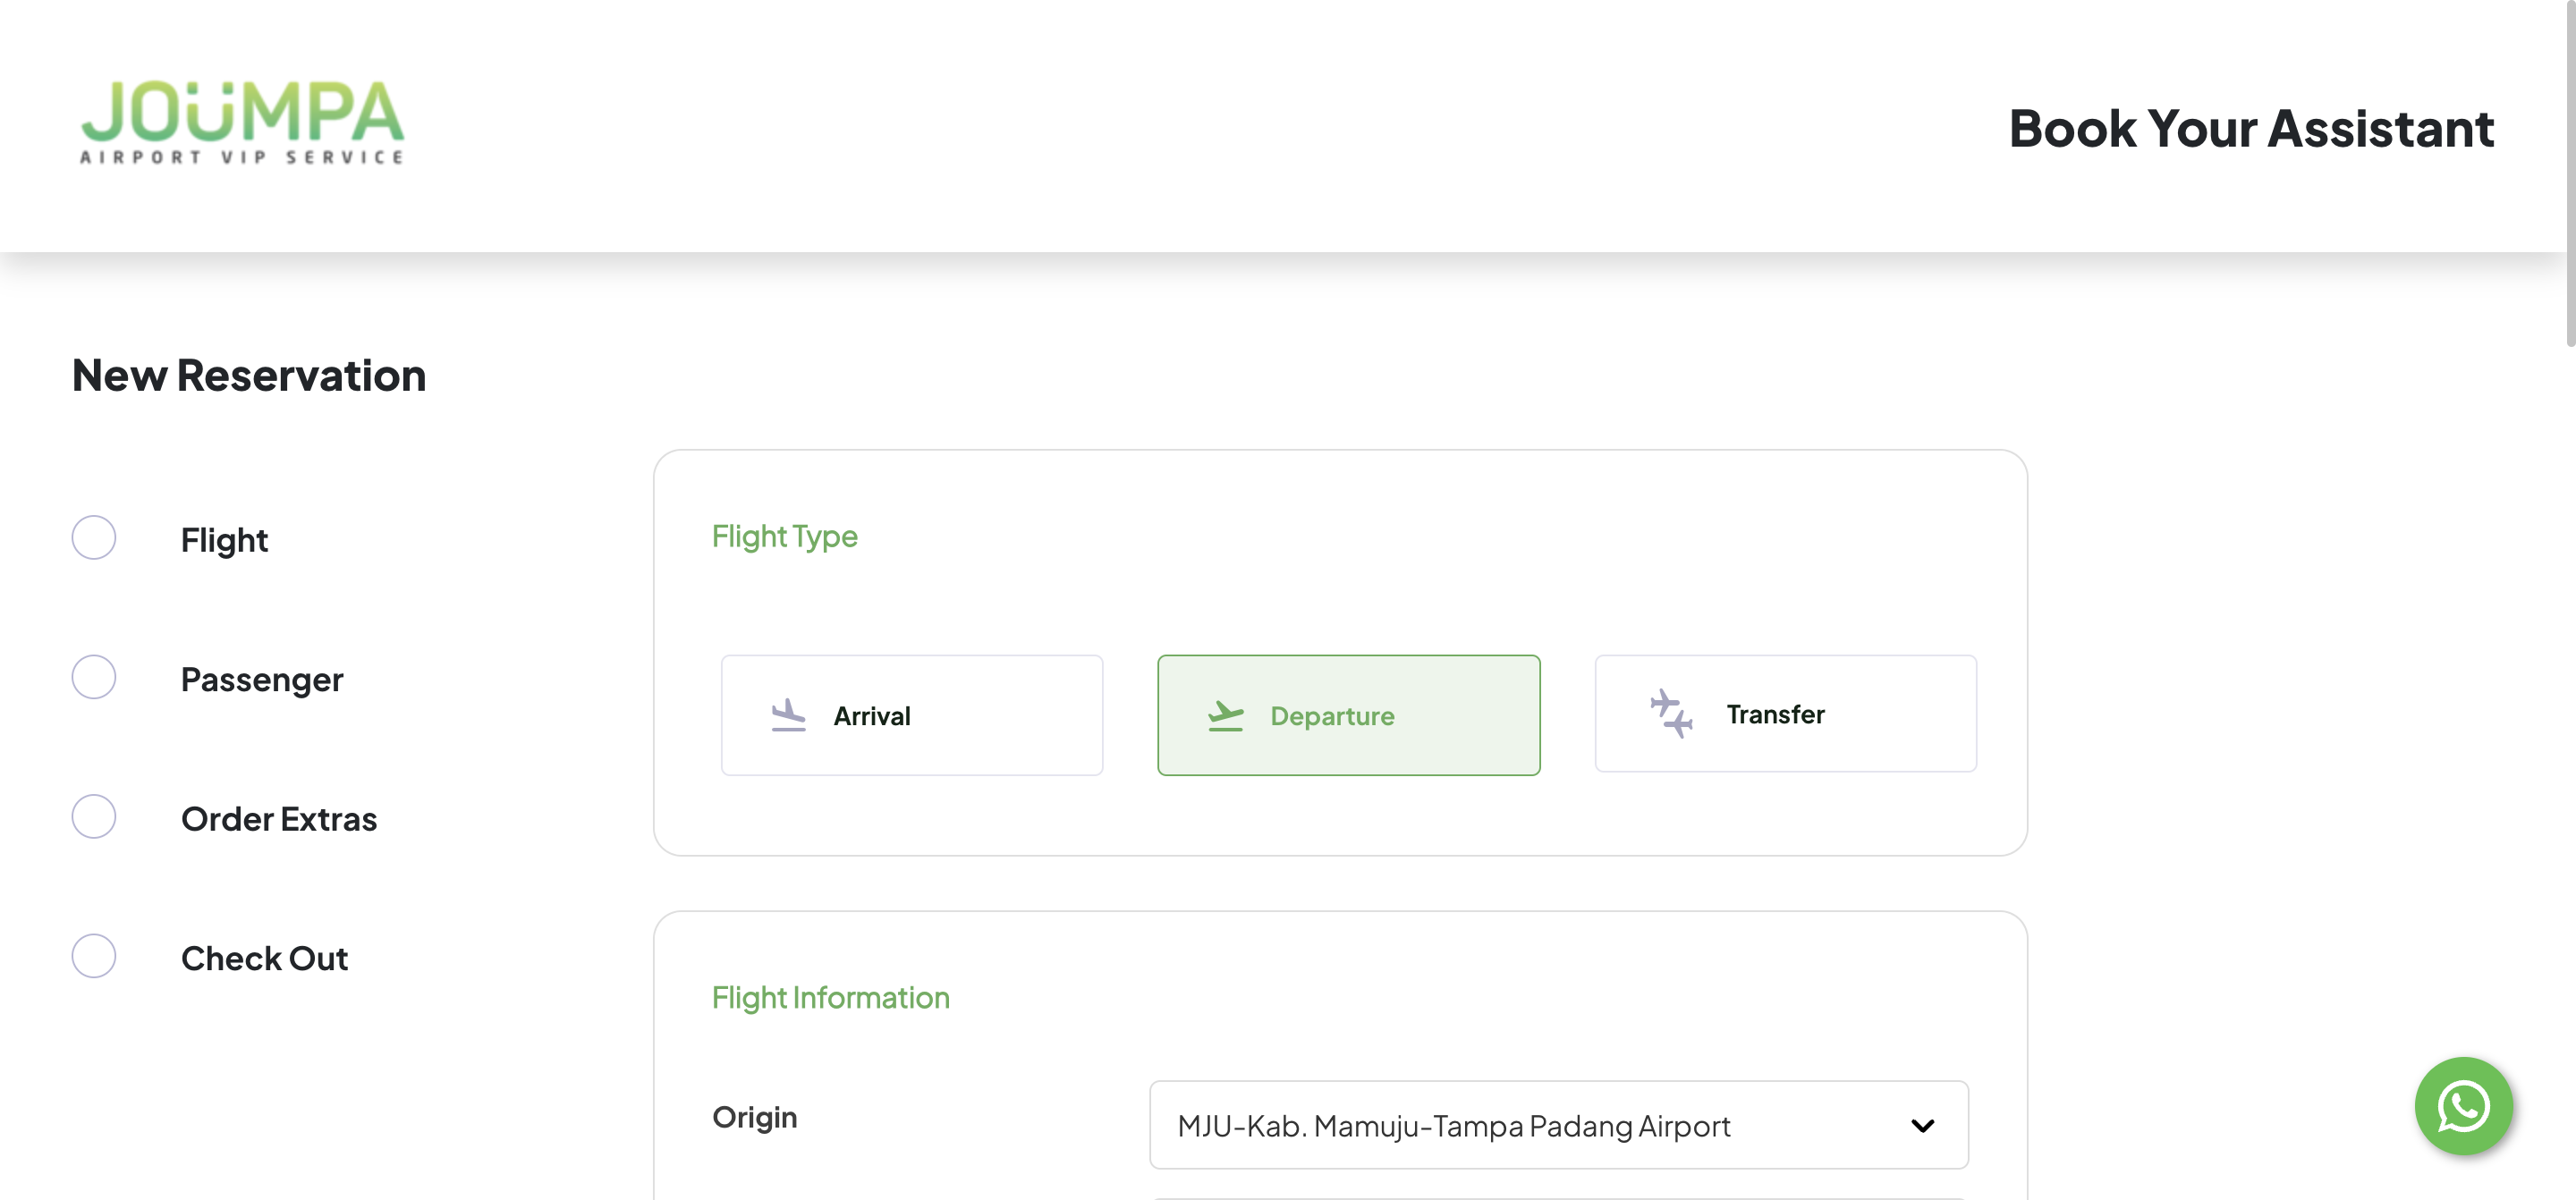 JOÜMPA
AIRPORT VIP SERVICE
Book Your Assistant
New Reservation
Flight
Passenger
Order Extras
Check Out
Flight Type
Arrival
Departure
Transfer
Flight Information
Origin
MJU-Kab. Mamuju-Tampa Padang Airport